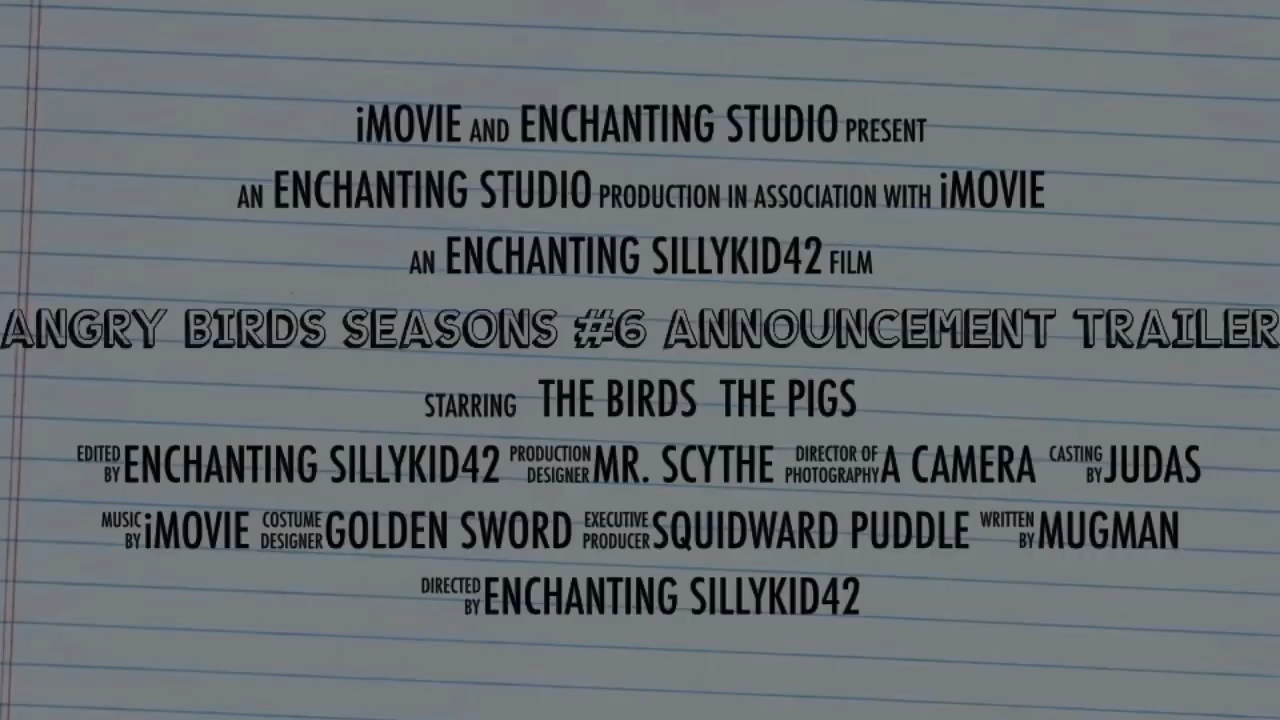 iMOVIE AND ENCHANTING STUDIO PRESENT
AN ENCHANTING STUDIO PRODUCTION IN ASSOCIATION WITH iMOVIE
AN ENCHANTING SILLYKID42 FILM
ANGRY BIRDS SEASONS #6 ANNOUNCEMENT TRAILER
STARRING THE BIRDS THE PIGS
EDITED BY ENCHANTING SILLYKID42 PRODUCTION DESIGNER MR. SCYTHE DIRECTOR OF PHOTOGRAPHY A CAMERA CASTING BY JUDAS
MUSIC BY iMOVIE COSTUME DESIGNER GOLDEN SWORD EXECUTIVE PRODUCER SQUIDWARD PUDDLE WRITTEN BY MUGMAN
DIRECTED BY ENCHANTING SILLYKID42